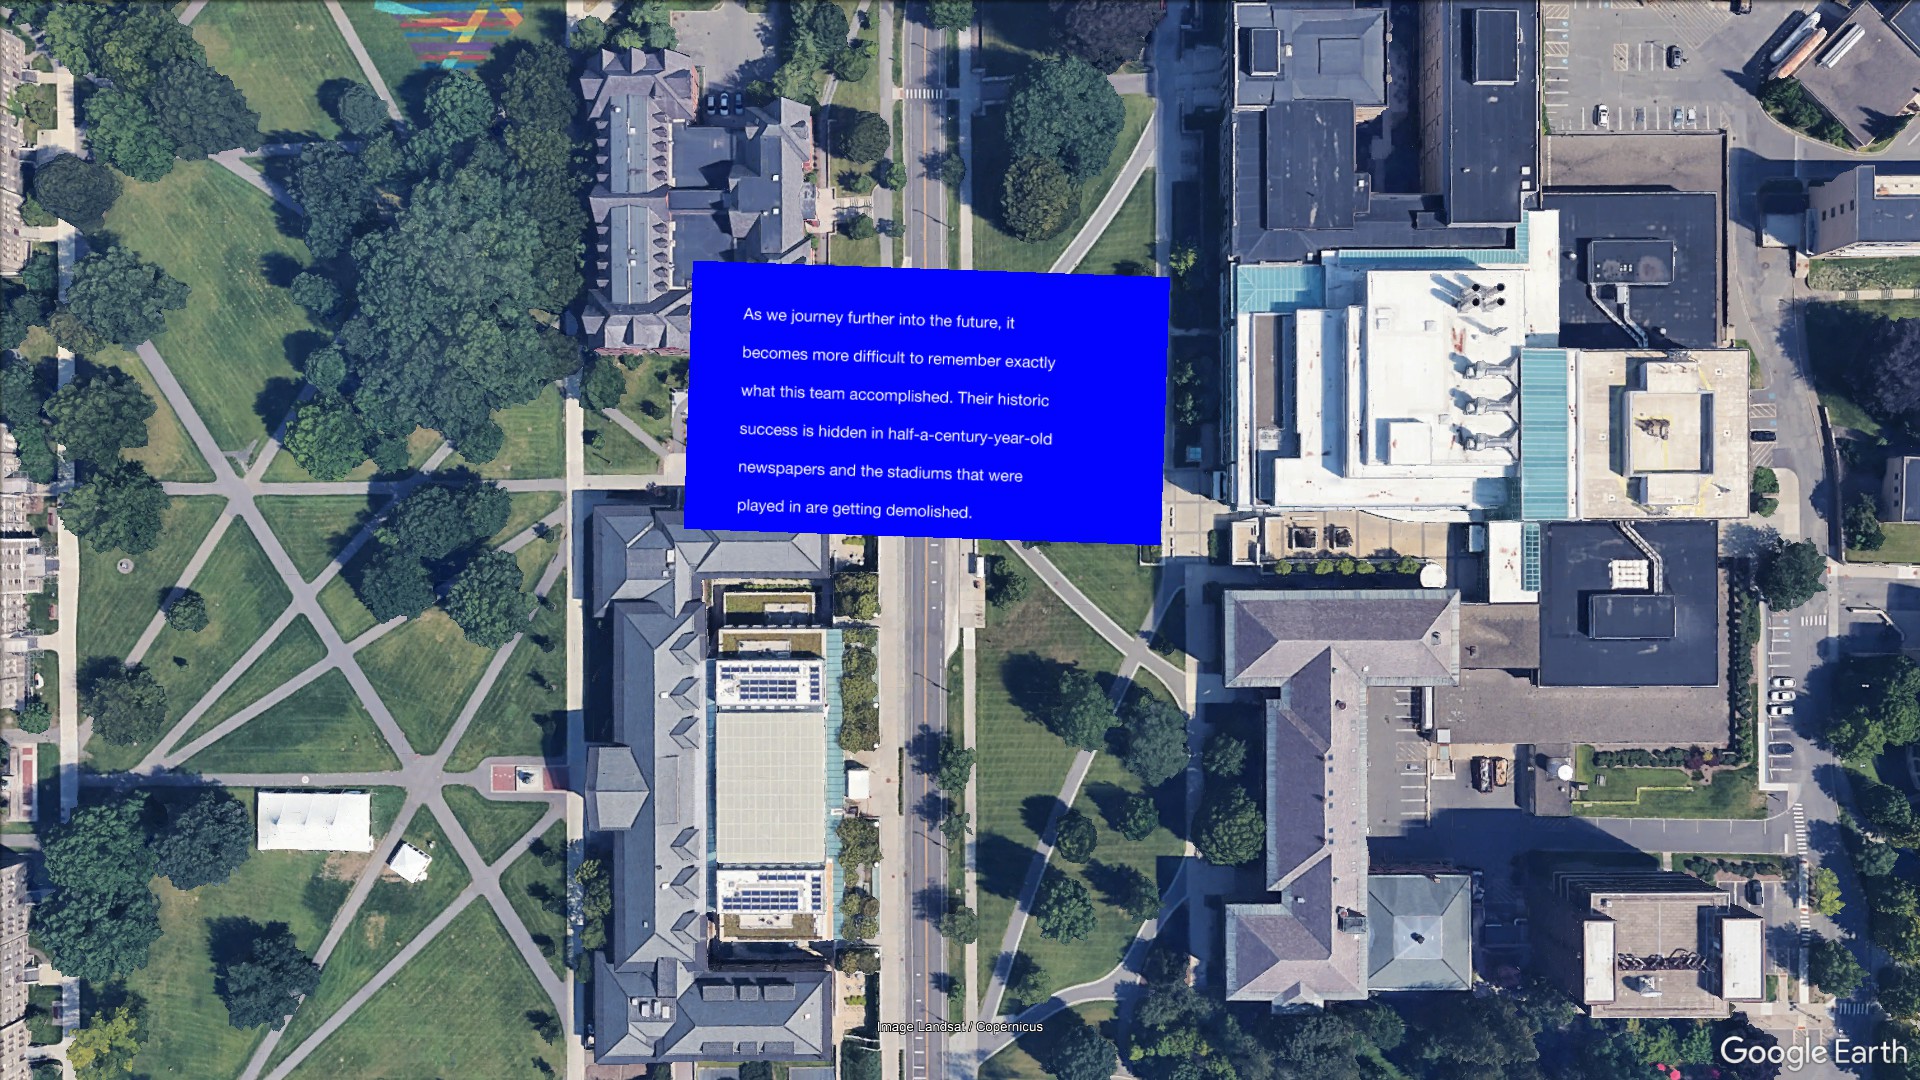 As we journey further into the future, it
becomes more difficult to remember exactly
what this team accomplished. Their historic
success is hidden in half-a-century-year-old
newspapers and the stadiums that were
played in are getting demolished.
Image Landsat / Copernicus
Google Earth